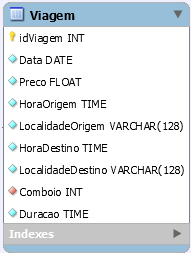 Viagem
idViagem INT
Data DATE
Preco FLOAT
HoraOrigem TIME
LocalidadeOrigem VARCHAR(128)
HoraDestino TIME
LocalidadeDestino VARCHAR(128)
Comboio INT
Duracao TIME
Indexes